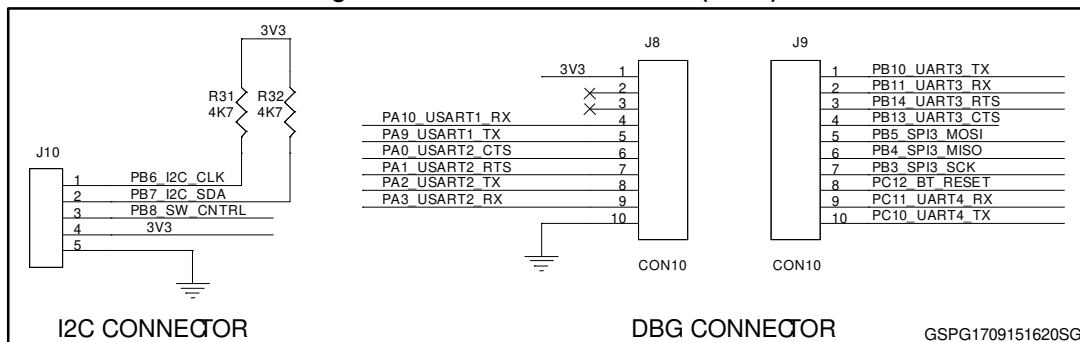 3V3
R31
4K7
R32
4K7
J10
1 PB6_I2C_CLK
2 PB7_I2C_SDA
3 PB8_SW_CNTRL
4 3V3
5
I2C CONNECTOR
J8
3V3 1
2
3
PA10_USART1_RX 4
PA9_USART1_TX 5
PA0_USART2_CTS 6
PA1_USART2_RTS 7
PA2_USART2_TX 8
PA3_USART2_RX 9
10
CON10
J9
1 PB10_UART3_TX
2 PB11_UART3_RX
3 PB14_UART3_RTS
4 PB13_UART3_CTS
5 PB5_SPI3_MOSI
6 PB4_SPI3_MISO
7 PB3_SPI3_SCK
8 PC12_BT_RESET
9 PC11_UART4_RX
10 PC10_UART4_TX
CON10
DBG CONNECTOR
GSPG1709151620SG